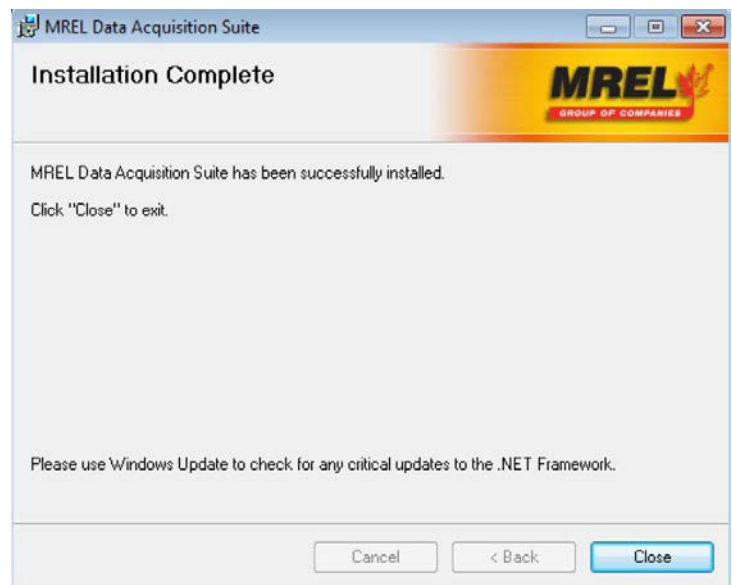 MREL Data Acquisition Suite
Installation Complete
MREL
GROUP OF COMPANIES
MREL Data Acquisition Suite has been successfully installed.
Click "Close" to exit.
Please use Windows Update to check for any critical updates to the .NET Framework.
Cancel
< Back
Close